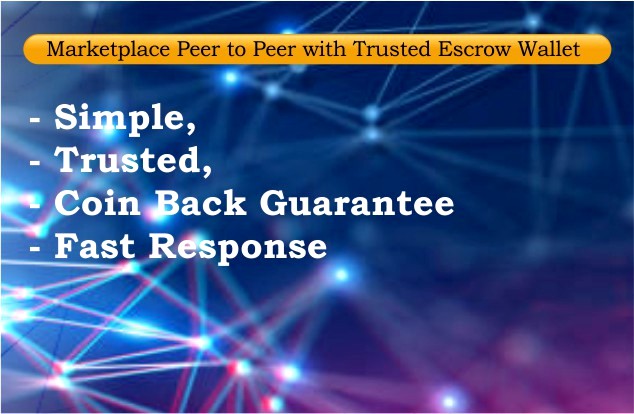 Marketplace Peer to Peer with Trusted Escrow Wallet
- Simple,
- Trusted,
- Coin Back Guarantee
- Fast Response